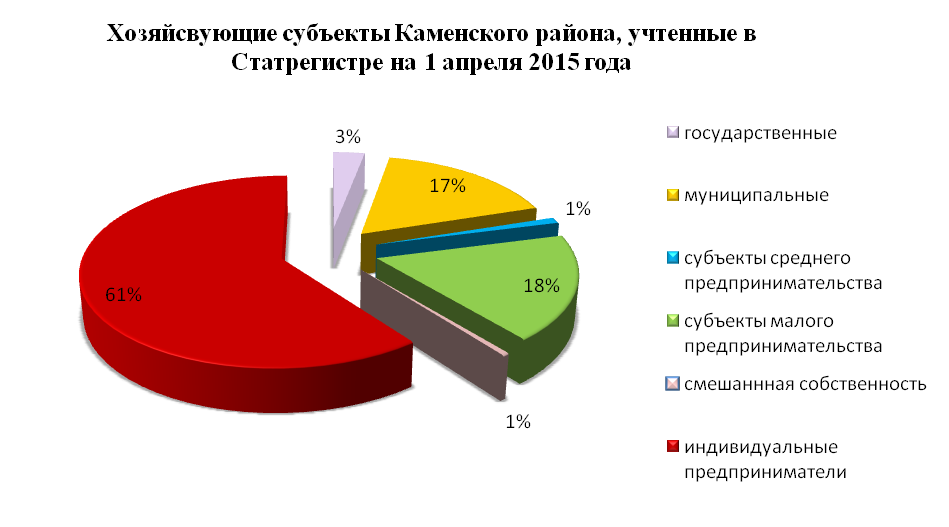 Хозяйсвующие субъекты Каменского района, учтенные в
Статрегистре на 1 апреля 2015 года
3%
17%
1%
18%
1%
61%
государственные
муниципальные
субъекты среднего
предпринимательства
субъекты малого
предпринимательства
смешаннная собственность
индивидуальные
предприниматели